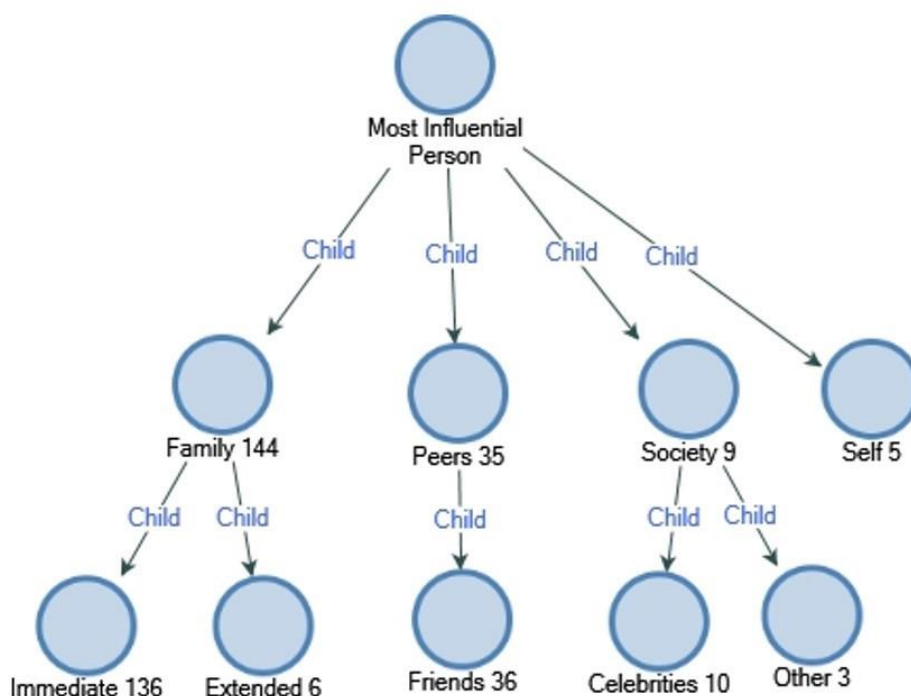 Most Influential
Person
Child
Child
Child
Child
Family 144
Peers 35
Society 9
Self 5
Child
Child
Child
Child
Child
Immediate 136
Extended 6
Friends 36
Celebrities 10
Other 3